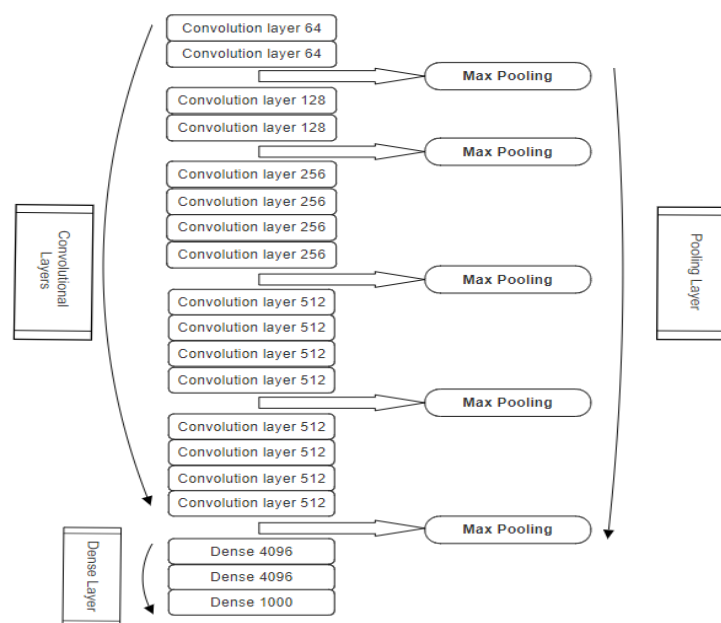 Convolution layer 64
Convolution layer 64
Max Pooling
Convolution layer 128
Convolution layer 128
Max Pooling
Convolution layer 256
Convolution layer 256
Convolution layer 256
Convolution layer 256
Max Pooling
Convolution layer 512
Convolution layer 512
Convolution layer 512
Convolution layer 512
Max Pooling
Convolution layer 512
Convolution layer 512
Convolution layer 512
Convolution layer 512
Max Pooling
Dense 4096
Dense 4096
Dense 1000
Convolutional
Layers
Dense Layer
Pooling Layer